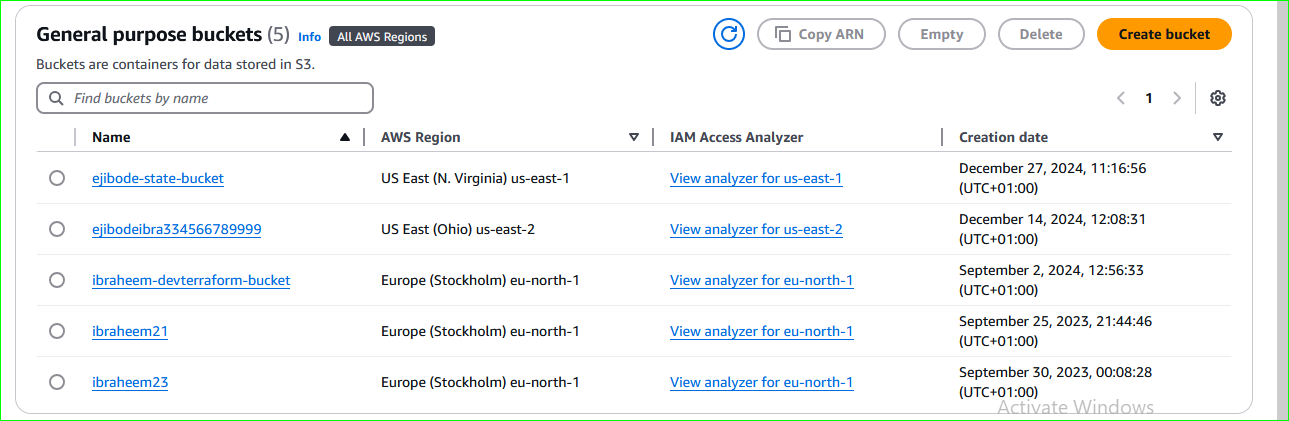 General purpose buckets (5) Info All AWS Regions Copy ARN Empty Delete Create bucket
Buckets are containers for data stored in S3.
Find buckets by name 1
Name AWS Region IAM Access Analyzer Creation date
ejibode-state-bucket US East (N. Virginia) us-east-1 View analyzer for us-east-1 December 27, 2024, 11:16:56
(UTC+01:00)
ejibodeibra334566789999 US East (Ohio) us-east-2 View analyzer for us-east-2 December 14, 2024, 12:08:31
(UTC+01:00)
ibraheem-devterraform-bucket Europe (Stockholm) eu-north-1 View analyzer for eu-north-1 September 2, 2024, 12:56:33
(UTC+01:00)
ibraheem21 Europe (Stockholm) eu-north-1 View analyzer for eu-north-1 September 25, 2023, 21:44:46
(UTC+01:00)
ibraheem23 Europe (Stockholm) eu-north-1 View analyzer for eu-north-1 September 30, 2023, 00:08:28
(UTC+01:00)
Activate Windows